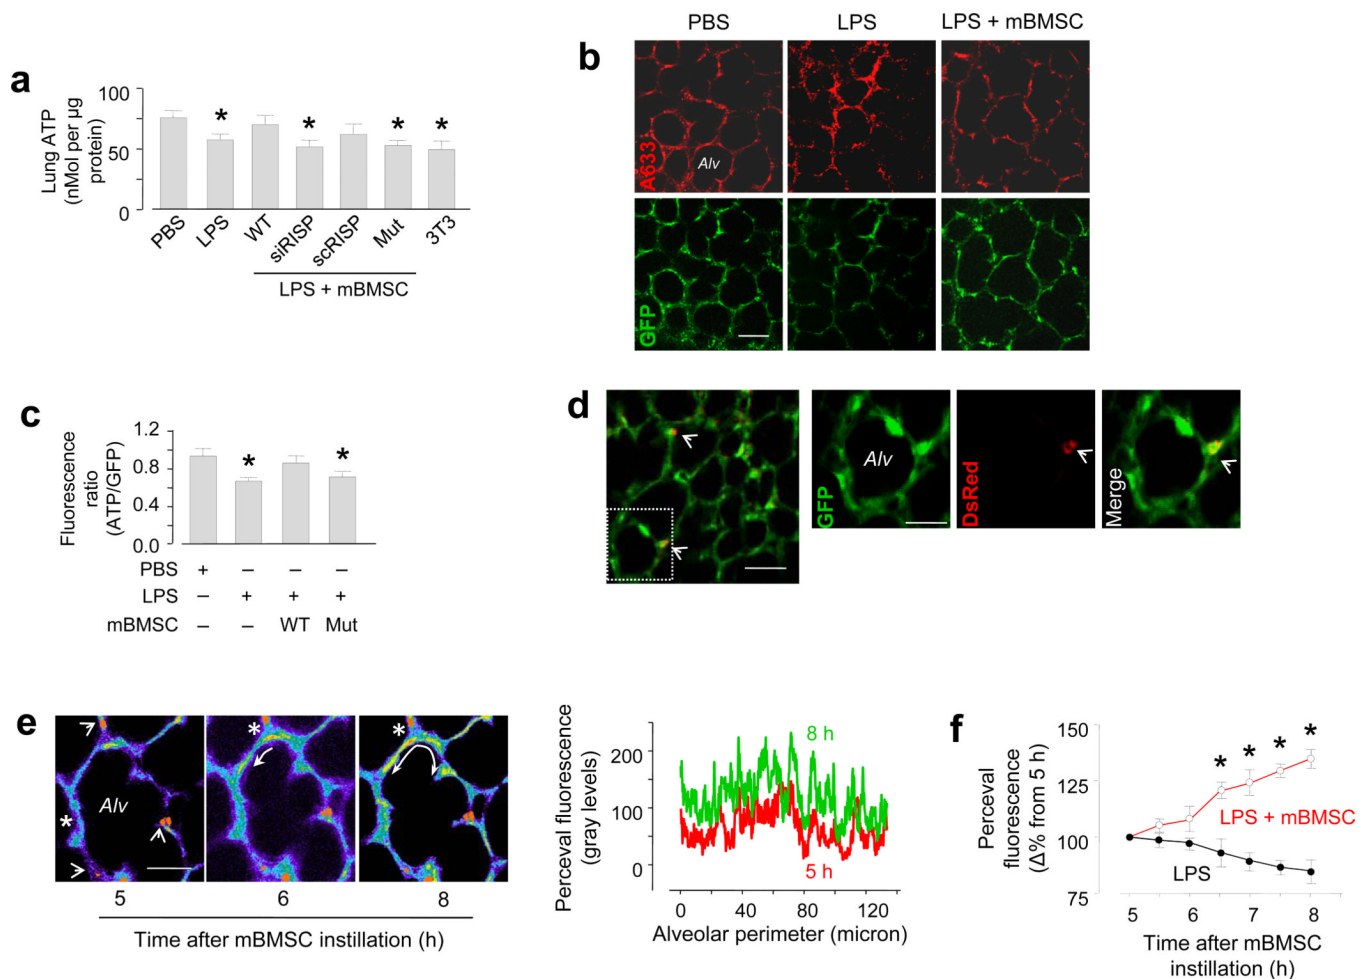 a
Lung ATP
(nMol per µg
protein)
100
50
0
*
*
*
*
PBS
LPS
WT
siRISP
scRISP
Mut
3T3
LPS + mBMSC
b
PBS
LPS
LPS + mBMSC
A633
Alv
GFP
c
Fluorescence
ratio
(ATP/GFP)
1.2
0.8
0.4
0.0
*
*
PBS + – – –
LPS – + + +
mBMSC – – WT Mut
d
GFP
Alv
DsRed
Merge
e
Alv
*
*
*
5 6 8
Time after mBMSC instillation (h)
Perceval fluorescence
(gray levels)
200
100
0
8 h
5 h
0 40 80 120
Alveolar perimeter (micron)
f
Perceval
fluorescence
(Δ% from 5 h)
150
125
100
75
* * * *
LPS + mBMSC
LPS
5 6 7 8
Time after mBMSC
instillation (h)